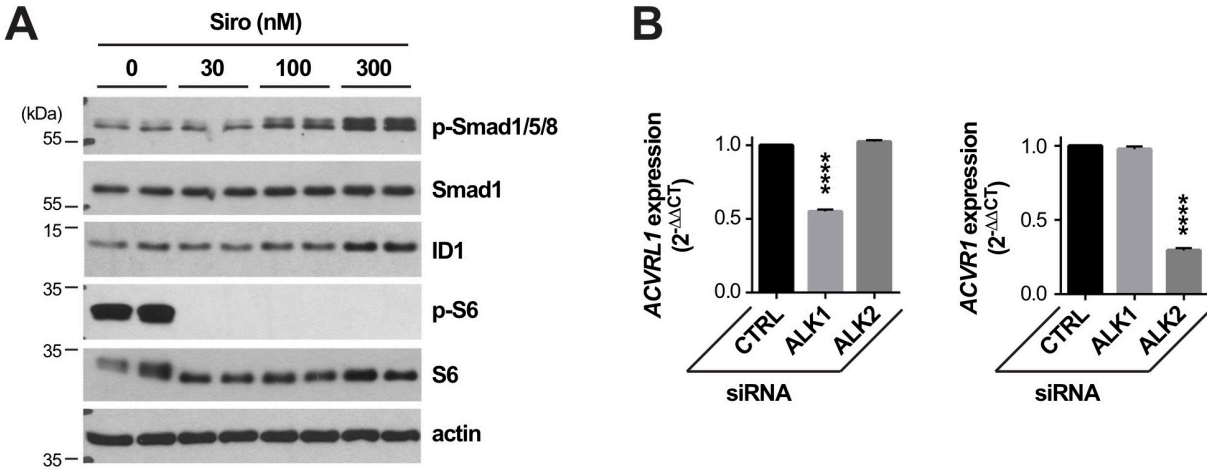 A
Siro (nM)
0 30 100 300
(kDa)
55
p-Smad1/5/8
Smad1
55
15
ID1
35
p-S6
35
S6
actin
35
B
ACVRL1 expression
(2-ΔΔCT)
1.0
0.5
0.0
****
CTRL
ALK1
ALK2
siRNA
ACVR1 expression
(2-ΔΔCT)
1.0
0.5
0.0
****
CTRL
ALK1
ALK2
siRNA